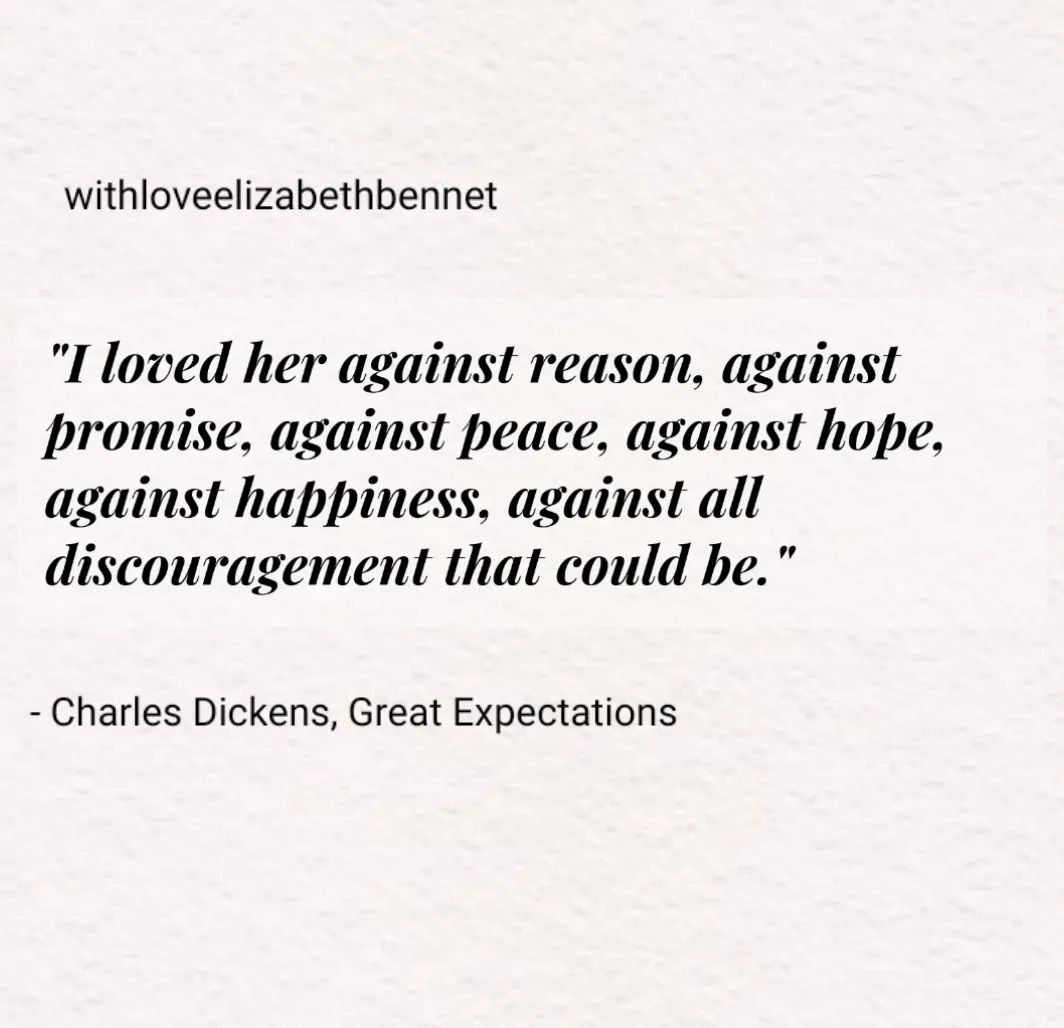 withloveelizabethbennet
"I loved her against reason, against
promise, against peace, against hope,
against happiness, against all
discouragement that could be."
- Charles Dickens, Great Expectations